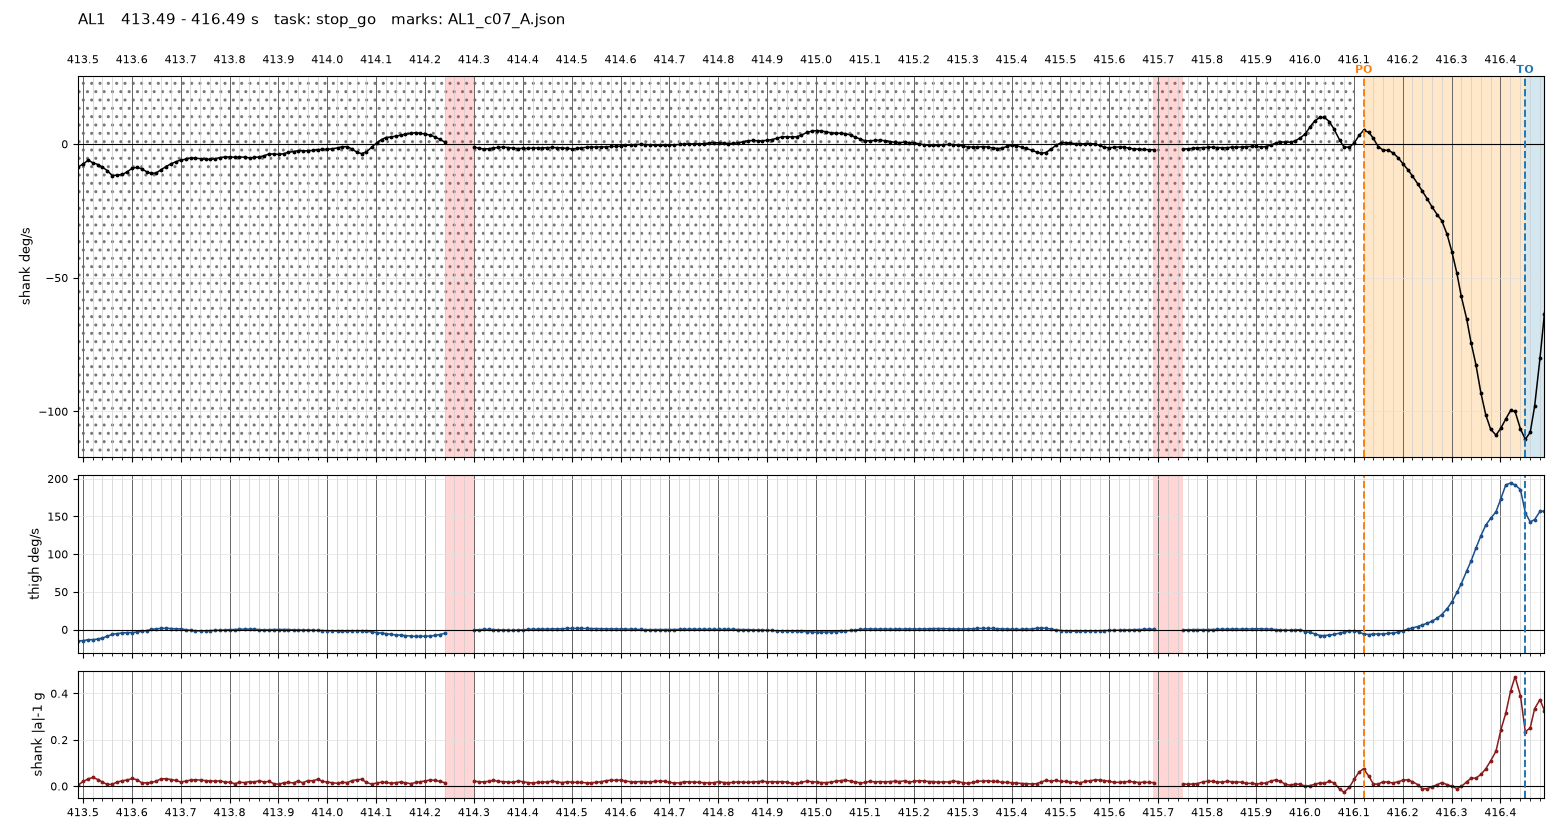 AL1   413.49 - 416.49 s   task: stop_go   marks: AL1_c07_A.json
413.5 413.6 413.7 413.8 413.9 414.0 414.1 414.2 414.3 414.4 414.5 414.6 414.7 414.8 414.9 415.0 415.1 415.2 415.3 415.4 415.5 415.6 415.7 415.8 415.9 416.0 416.1 416.2 416.3 416.4
PO TO
shank deg/s
0
−50
−100
thigh deg/s
200
150
100
50
0
shank |a|-1 g
0.4
0.2
0.0
413.5 413.6 413.7 413.8 413.9 414.0 414.1 414.2 414.3 414.4 414.5 414.6 414.7 414.8 414.9 415.0 415.1 415.2 415.3 415.4 415.5 415.6 415.7 415.8 415.9 416.0 416.1 416.2 416.3 416.4